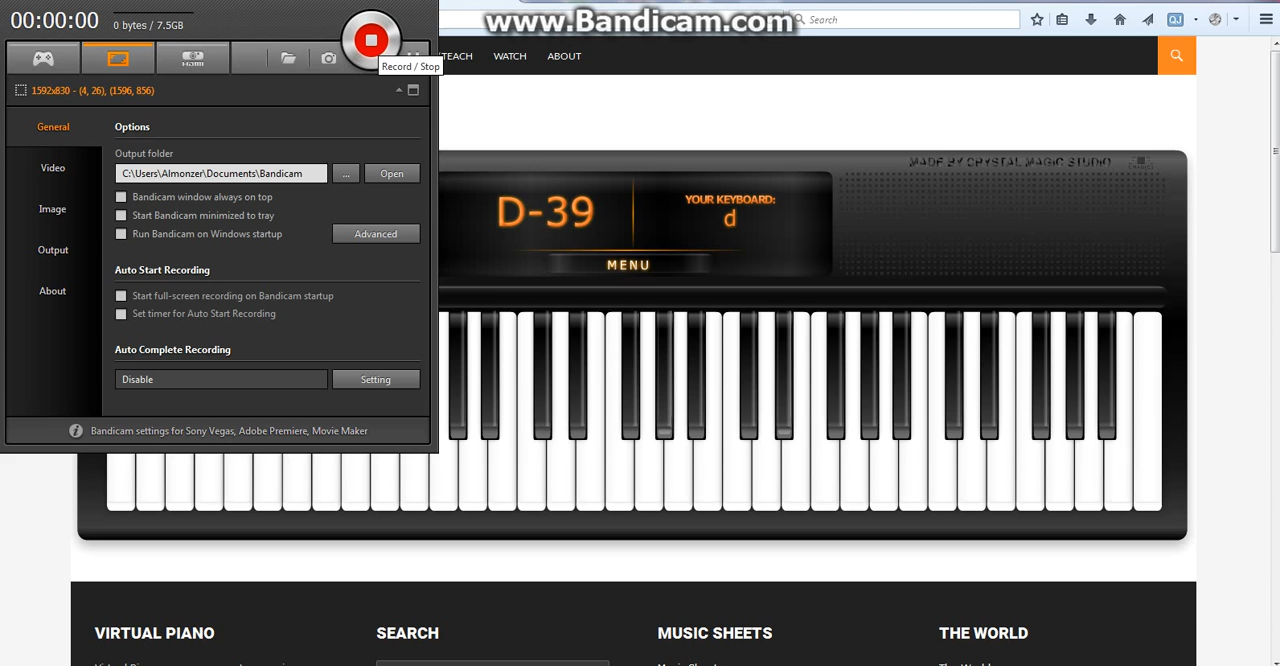 00:00:00
0 bytes / 7.5GB
www.Bandicam.com
Search
QJ
HDMI
Record / Stop
TEACH
WATCH
ABOUT
1592x830 - (4, 26), (1596, 856)
General
Video
Image
Output
About
Options
Output folder
C:\Users\Almonzer\Documents\Bandicam
...
Open
Bandicam window always on top
Start Bandicam minimized to tray
Run Bandicam on Windows startup
Advanced
Auto Start Recording
Start full-screen recording on Bandicam startup
Set timer for Auto Start Recording
Auto Complete Recording
Disable
Setting
Bandicam settings for Sony Vegas, Adobe Premiere, Movie Maker
MADE BY CRYSTAL MAGIC STUDIO
D-39
YOUR KEYBOARD:
d
MENU
VIRTUAL PIANO
SEARCH
MUSIC SHEETS
THE WORLD